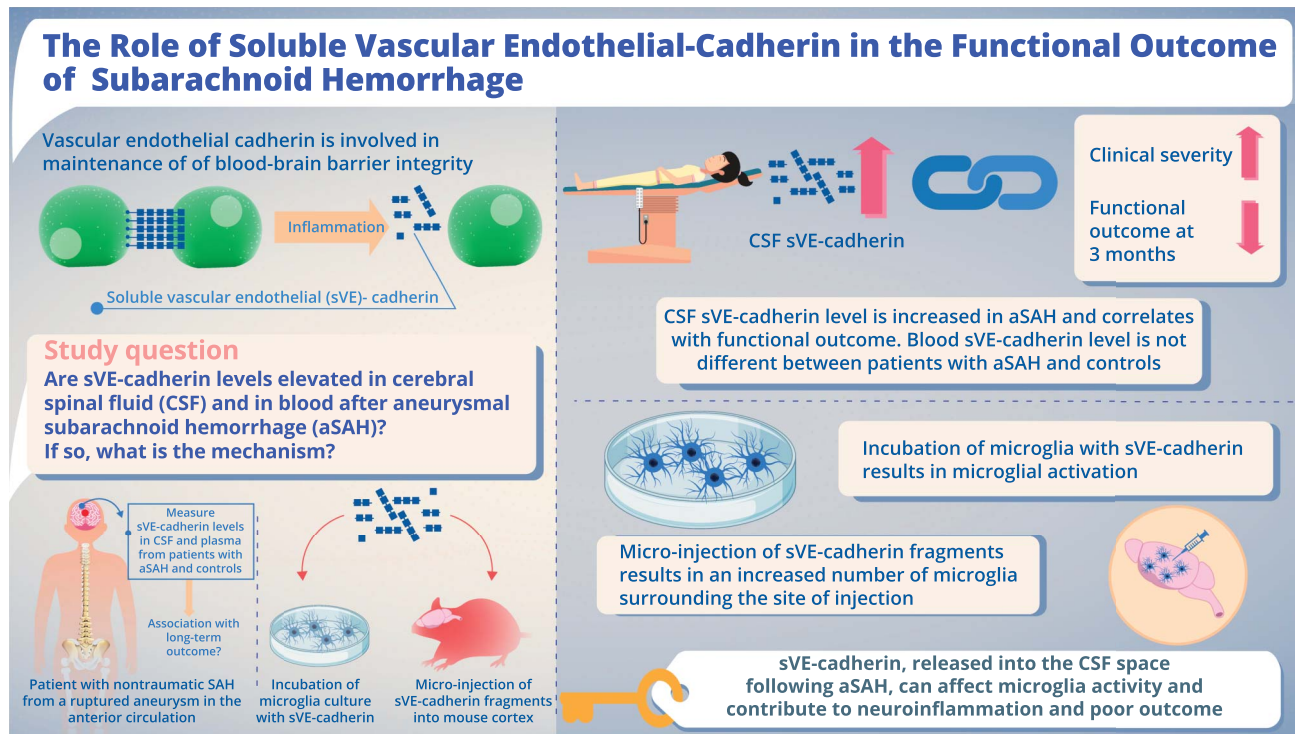 The Role of Soluble Vascular Endothelial-Cadherin in the Functional Outcome
of Subarachnoid Hemorrhage
Vascular endothelial cadherin is involved in
maintenance of of blood-brain barrier integrity
Inflammation
Soluble vascular endothelial (sVE)- cadherin
Study question
Are sVE-cadherin levels elevated in cerebral
spinal fluid (CSF) and in blood after aneurysmal
subarachnoid hemorrhage (aSAH)?
If so, what is the mechanism?
Measure
sVE-cadherin levels
in CSF and plasma
from patients with
aSAH and controls
Association with
long-term
outcome?
Patient with nontraumatic SAH
from a ruptured aneurysm in the
anterior circulation
Incubation of
microglia culture
with sVE-cadherin
Micro-injection of
sVE-cadherin fragments
into mouse cortex
CSF sVE-cadherin
Clinical severity
Functional
outcome at
3 months
CSF sVE-cadherin level is increased in aSAH and correlates
with functional outcome. Blood sVE-cadherin level is not
different between patients with aSAH and controls
Incubation of microglia with sVE-cadherin
results in microglial activation
Micro-injection of sVE-cadherin fragments
results in an increased number of microglia
surrounding the site of injection
sVE-cadherin, released into the CSF space
following aSAH, can affect microglia activity and
contribute to neuroinflammation and poor outcome